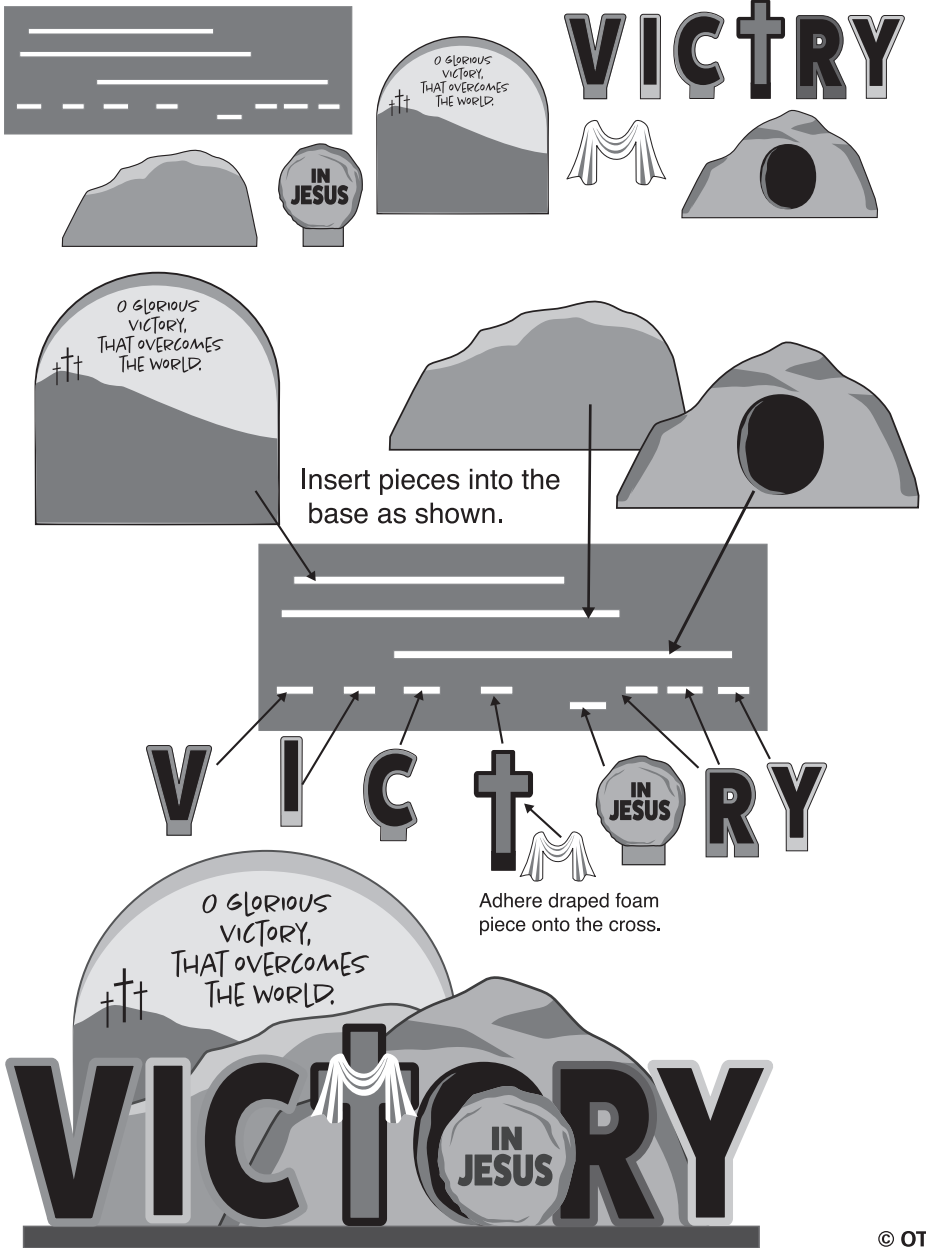 VICTRY
O GLORIOUS
VICTORY,
THAT OVERCOMES
THE WORLD.
IN
JESUS
O GLORIOUS
VICTORY,
THAT OVERCOMES
THE WORLD.
Insert pieces into the
base as shown.
V I C IN R Y
JESUS
Adhere draped foam
piece onto the cross.
O GLORIOUS
VICTORY,
THAT OVERCOMES
THE WORLD.
VICTORY
IN
JESUS
© OT